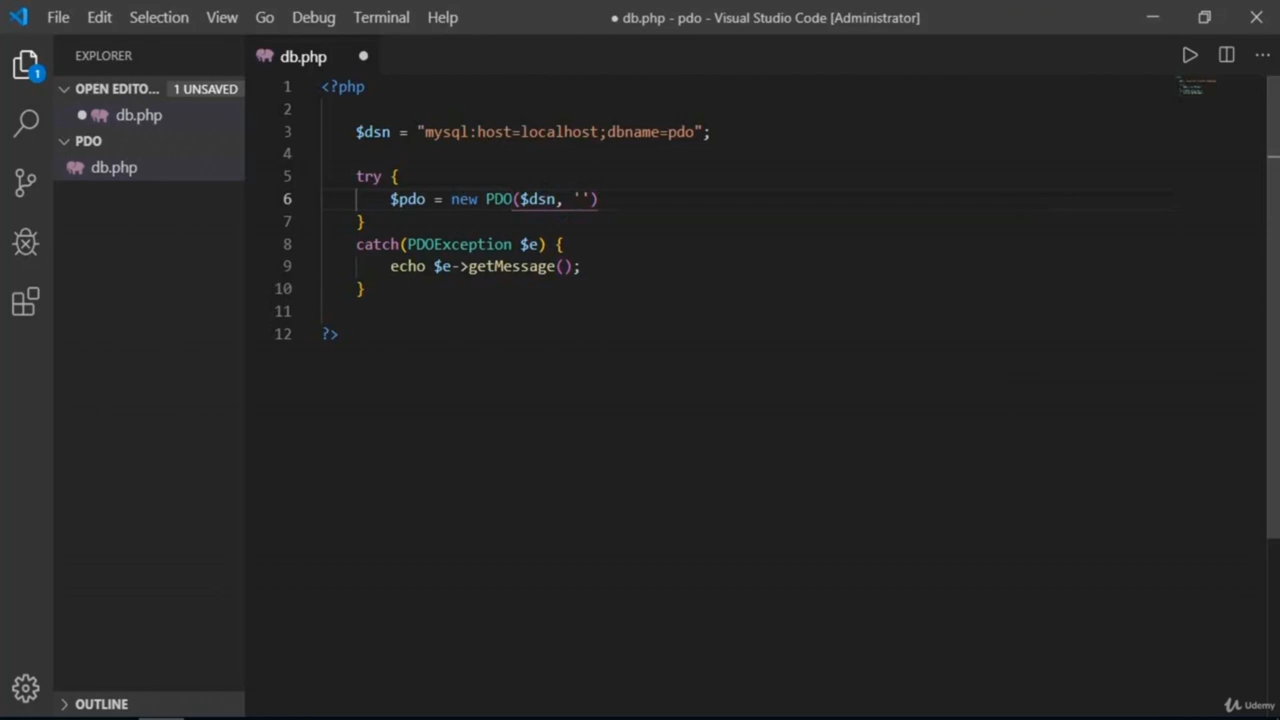 File Edit Selection View Go Debug Terminal Help
● db.php - pdo - Visual Studio Code [Administrator]
EXPLORER
OPEN EDITO... 1 UNSAVED
db.php
PDO
db.php
OUTLINE
1
db.php
1 <?php
2
3 $dsn = "mysql:host=localhost;dbname=pdo";
4
5 try {
6 $pdo = new PDO($dsn, '')
7 }
8 catch(PDOException $e) {
9 echo $e->getMessage();
10 }
11
12 ?>
Udemy